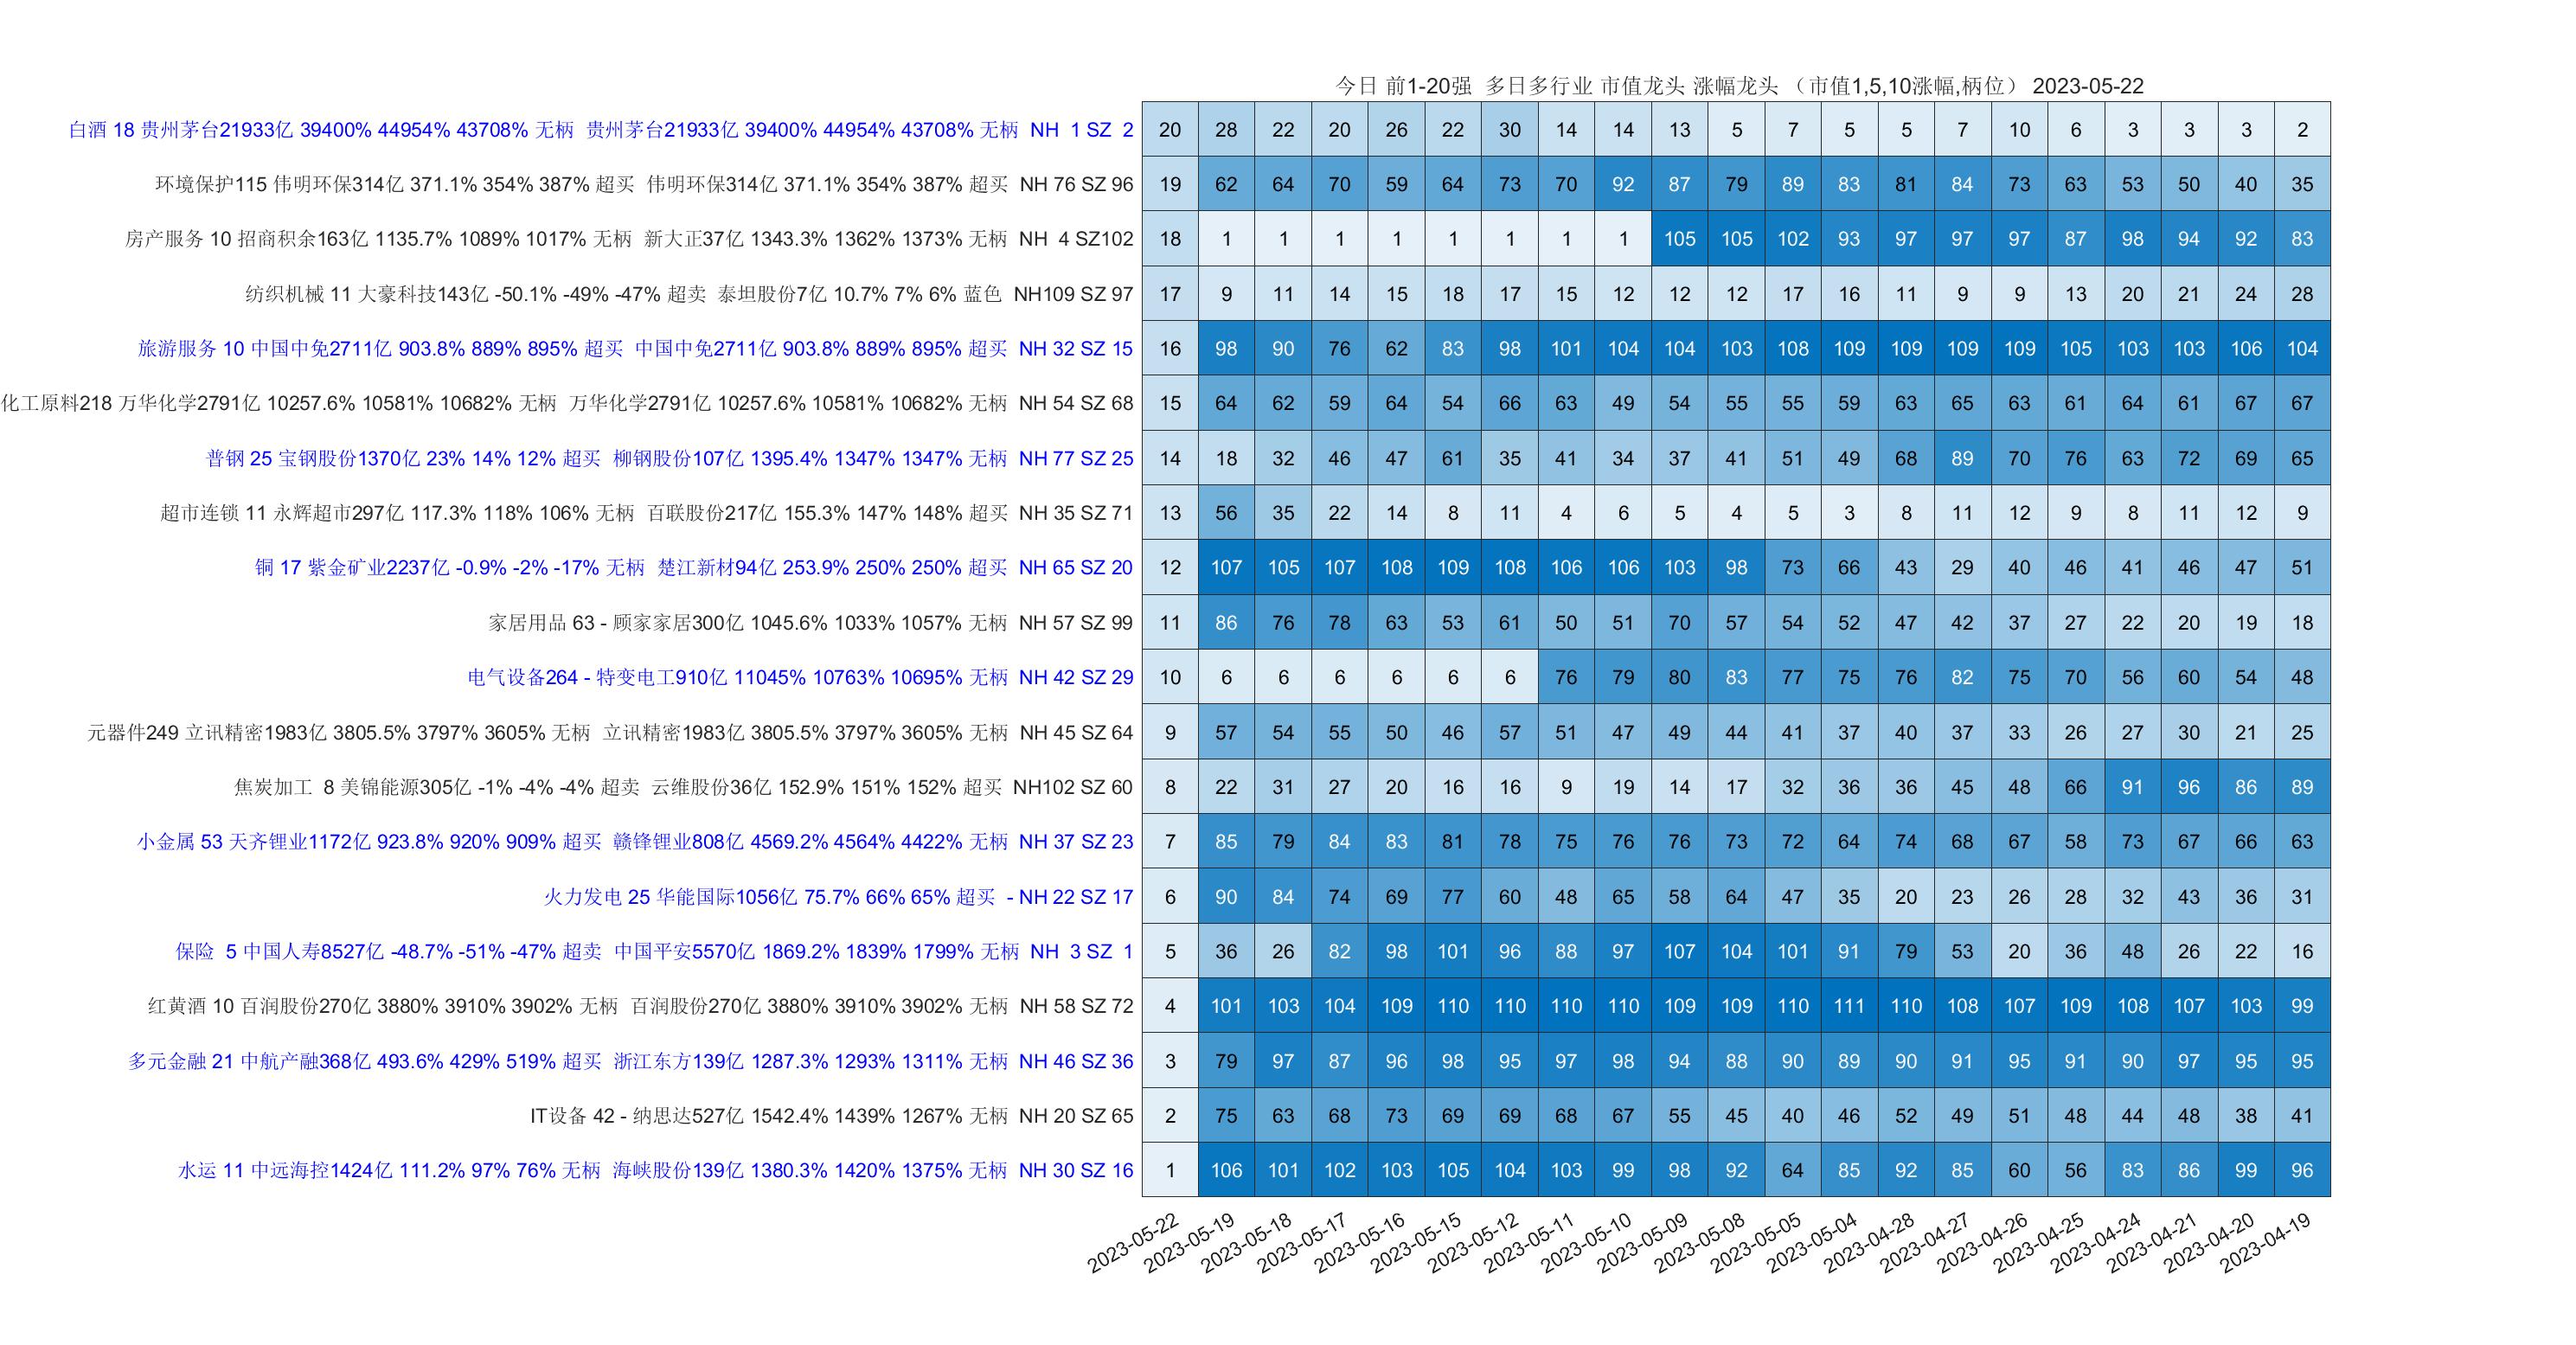 今日 前1-20强 多日多行业 市值龙头 涨幅龙头 （市值1,5,10涨幅,柄位） 2023-05-22
白酒 18 贵州茅台21933亿 39400% 44954% 43708% 无柄 贵州茅台21933亿 39400% 44954% 43708% 无柄 NH 1 SZ 2 20 28 22 20 26 22 30 14 14 13 5 7 5 5 7 10 6 3 3 3 2
环境保护115 伟明环保314亿 371.1% 354% 387% 超买 伟明环保314亿 371.1% 354% 387% 超买 NH 76 SZ 96 19 62 64 70 59 64 73 70 92 87 79 89 83 81 84 73 63 53 50 40 35
房产服务 10 招商积余163亿 1135.7% 1089% 1017% 无柄 新大正37亿 1343.3% 1362% 1373% 无柄 NH 4 SZ102 18 1 1 1 1 1 1 1 1 105 105 102 93 97 97 97 87 98 94 92 83
纺织机械 11 大豪科技143亿 -50.1% -49% -47% 超卖 泰坦股份7亿 10.7% 7% 6% 蓝色 NH109 SZ 97 17 9 11 14 15 18 17 15 12 12 12 17 16 11 9 9 13 20 21 24 28
旅游服务 10 中国中免2711亿 903.8% 889% 895% 超买 中国中免2711亿 903.8% 889% 895% 超买 NH 32 SZ 15 16 98 90 76 62 83 98 101 104 104 103 108 109 109 109 109 105 103 103 106 104
化工原料218 万华化学2791亿 10257.6% 10581% 10682% 无柄 万华化学2791亿 10257.6% 10581% 10682% 无柄 NH 54 SZ 68 15 64 62 59 64 54 66 63 49 54 55 55 59 63 65 63 61 64 61 67 67
普钢 25 宝钢股份1370亿 23% 14% 12% 超买 柳钢股份107亿 1395.4% 1347% 1347% 无柄 NH 77 SZ 25 14 18 32 46 47 61 35 41 34 37 41 51 49 68 89 70 76 63 72 69 65
超市连锁 11 永辉超市297亿 117.3% 118% 106% 无柄 百联股份217亿 155.3% 147% 148% 超买 NH 35 SZ 71 13 56 35 22 14 8 11 4 6 5 4 5 3 8 11 12 9 8 11 12 9
铜 17 紫金矿业2237亿 -0.9% -2% -17% 无柄 楚江新材94亿 253.9% 250% 250% 超买 NH 65 SZ 20 12 107 105 107 108 109 108 106 106 103 98 73 66 43 29 40 46 41 46 47 51
家居用品 63 - 顾家家居300亿 1045.6% 1033% 1057% 无柄 NH 57 SZ 99 11 86 76 78 63 53 61 50 51 70 57 54 52 47 42 37 27 22 20 19 18
电气设备264 - 特变电工910亿 11045% 10763% 10695% 无柄 NH 42 SZ 29 10 6 6 6 6 6 6 76 79 80 83 77 75 76 82 75 70 56 60 54 48
元器件249 立讯精密1983亿 3805.5% 3797% 3605% 无柄 立讯精密1983亿 3805.5% 3797% 3605% 无柄 NH 45 SZ 64 9 57 54 55 50 46 57 51 47 49 44 41 37 40 37 33 26 27 30 21 25
焦炭加工 8 美锦能源305亿 -1% -4% -4% 超卖 云维股份36亿 152.9% 151% 152% 超买 NH102 SZ 60 8 22 31 27 20 16 16 9 19 14 17 32 36 36 45 48 66 91 96 86 89
小金属 53 天齐锂业1172亿 923.8% 920% 909% 超买 赣锋锂业808亿 4569.2% 4564% 4422% 无柄 NH 37 SZ 23 7 85 79 84 83 81 78 75 76 76 73 72 64 74 68 67 58 73 67 66 63
火力发电 25 华能国际1056亿 75.7% 66% 65% 超买 - NH 22 SZ 17 6 90 84 74 69 77 60 48 65 58 64 47 35 20 23 26 28 32 43 36 31
保险 5 中国人寿8527亿 -48.7% -51% -47% 超卖 中国平安5570亿 1869.2% 1839% 1799% 无柄 NH 3 SZ 1 5 36 26 82 98 101 96 88 97 107 104 101 91 79 53 20 36 48 26 22 16
红黄酒 10 百润股份270亿 3880% 3910% 3902% 无柄 百润股份270亿 3880% 3910% 3902% 无柄 NH 58 SZ 72 4 101 103 104 109 110 110 110 110 109 109 110 111 110 108 107 109 108 107 103 99
多元金融 21 中航产融368亿 493.6% 429% 519% 超买 浙江东方139亿 1287.3% 1293% 1311% 无柄 NH 46 SZ 36 3 79 97 87 96 98 95 97 98 94 88 90 89 90 91 95 91 90 97 95 95
IT设备 42 - 纳思达527亿 1542.4% 1439% 1267% 无柄 NH 20 SZ 65 2 75 63 68 73 69 69 68 67 55 45 40 46 52 49 51 48 44 48 38 41
水运 11 中远海控1424亿 111.2% 97% 76% 无柄 海峡股份139亿 1380.3% 1420% 1375% 无柄 NH 30 SZ 16 1 106 101 102 103 105 104 103 99 98 92 64 85 92 85 60 56 83 86 99 96
2023-05-22 2023-05-19 2023-05-18 2023-05-17 2023-05-16 2023-05-15 2023-05-12 2023-05-11 2023-05-10 2023-05-09 2023-05-08 2023-05-05 2023-05-04 2023-04-28 2023-04-27 2023-04-26 2023-04-25 2023-04-24 2023-04-21 2023-04-20 2023-04-19